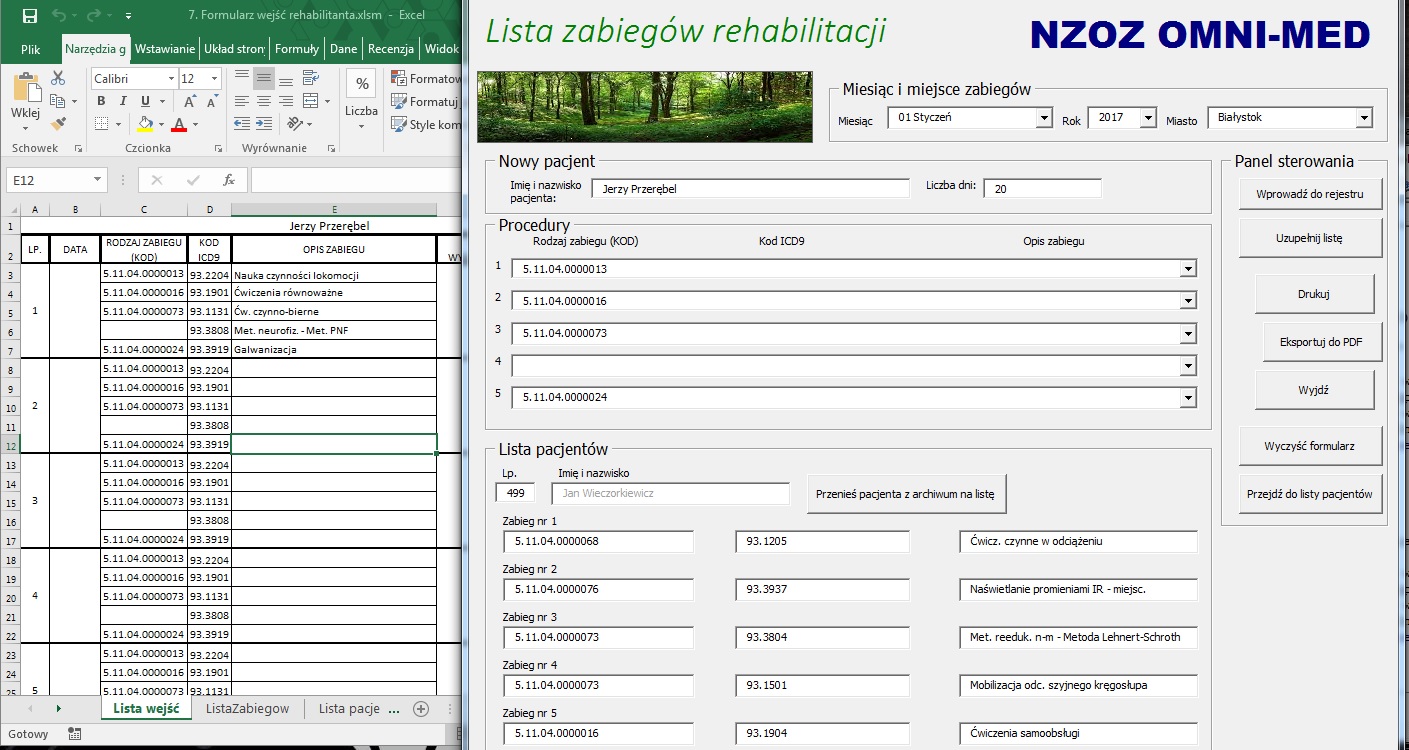 7. Formularz wejść rehabilitanta.xlsm - Excel
Plik Narzędzia g Wstawianie Układ strony Formuły Dane Recenzja Widok
Calibri 12
Wklej
B I U A A
% Liczba
Formatow
Formatuj
Style kom
Schowek Czcionka Wyrównanie
E12 fx
A B C D E
1 Jerzy Przerębel
2 LP. DATA RODZAJ ZABIEGU (KOD) KOD ICD9 OPIS ZABIEGU WY
3 5.11.04.0000013 93.2204 Nauka czynności lokomocji
4 5.11.04.0000016 93.1901 Ćwiczenia równoważne
5 1 5.11.04.0000073 93.1131 Ćw. czynno-bierne
6 93.3808 Met. neurofiz. - Met. PNF
7 5.11.04.0000024 93.3919 Galwanizacja
8 5.11.04.0000013 93.2204
9 5.11.04.0000016 93.1901
10 2 5.11.04.0000073 93.1131
11 93.3808
12 5.11.04.0000024 93.3919
13 5.11.04.0000013 93.2204
14 5.11.04.0000016 93.1901
15 3 5.11.04.0000073 93.1131
16 93.3808
17 5.11.04.0000024 93.3919
18 5.11.04.0000013 93.2204
19 5.11.04.0000016 93.1901
20 4 5.11.04.0000073 93.1131
21 93.3808
22 5.11.04.0000024 93.3919
23 5.11.04.0000013 93.2204
24 5.11.04.0000016 93.1901
25 5 5.11.04.0000073 93.1131
Lista wejść ListaZabiegow Lista pacje ...
Gotowy
Lista zabiegów rehabilitacji
NZOZ OMNI-MED
Miesiąc i miejsce zabiegów
Miesiąc 01 Styczeń Rok 2017 Miasto Białystok
Nowy pacjent
Imię i nazwisko pacjenta: Jerzy Przerębel Liczba dni: 20
Procedury
Rodzaj zabiegu (KOD) Kod ICD9 Opis zabiegu
1 5.11.04.0000013
2 5.11.04.0000016
3 5.11.04.0000073
4
5 5.11.04.0000024
Lista pacjentów
Lp. Imię i nazwisko
499 Jan Wieczorkiewicz Przenieś pacjenta z archiwum na listę
Zabieg nr 1
5.11.04.0000068 93.1205 Ćwicz. czynne w odciążeniu
Zabieg nr 2
5.11.04.0000076 93.3937 Naświetlanie promieniami IR - miejsc.
Zabieg nr 3
5.11.04.0000073 93.3804 Met. reeduk. n-m - Metoda Lehnert-Schroth
Zabieg nr 4
5.11.04.0000073 93.1501 Mobilizacja odc. szyjnego kręgosłupa
Zabieg nr 5
5.11.04.0000016 93.1904 Ćwiczenia samoobsługi
Panel sterowania
Wprowadź do rejestru
Uzupełnij listę
Drukuj
Eksportuj do PDF
Wyjdź
Wyczyść formularz
Przejdź do listy pacjentów